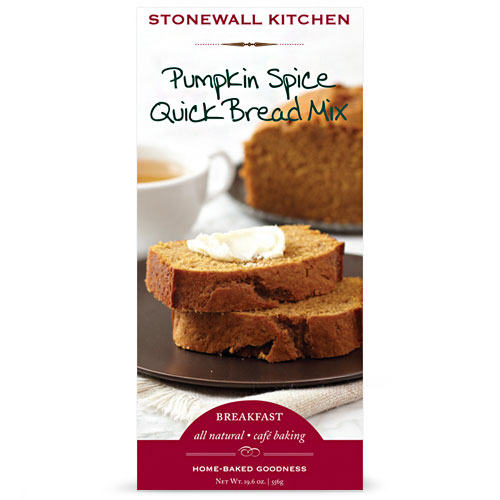 STONEWALL KITCHEN
Pumpkin Spice
Quick Bread Mix
BREAKFAST
all natural • café baking
HOME-BAKED GOODNESS
NET WT. 19.6 OZ. | 556g